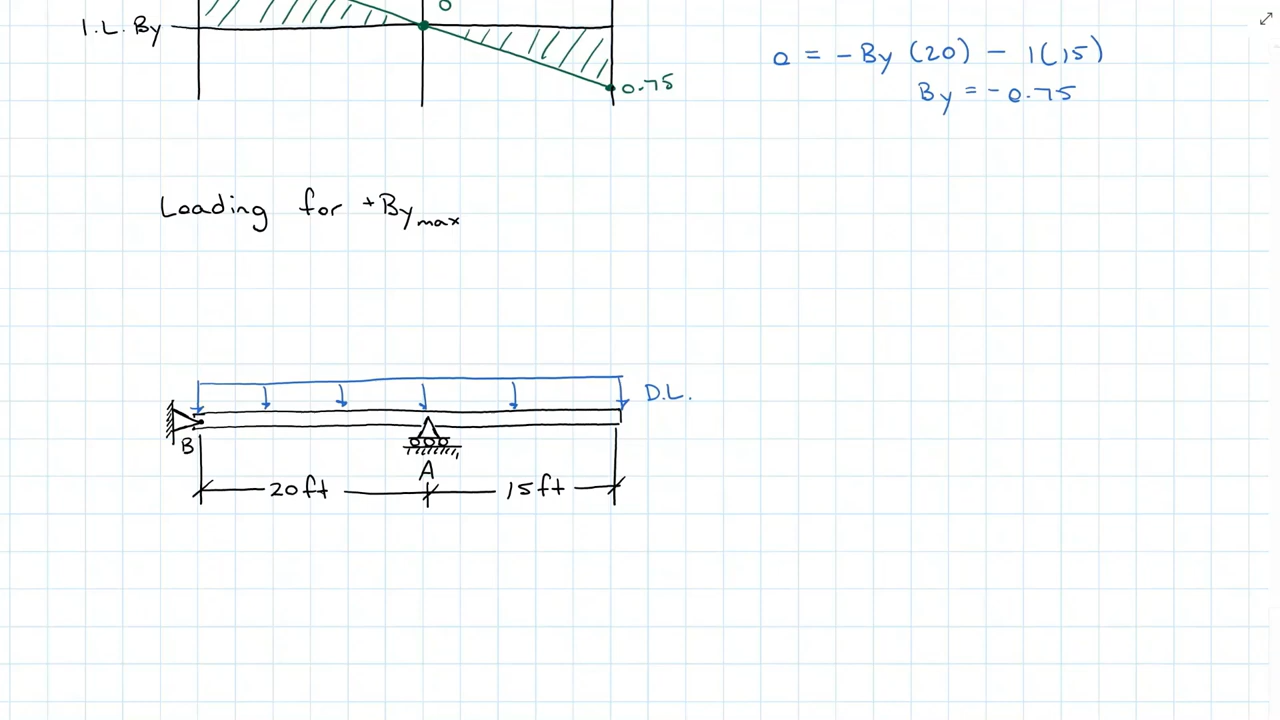 0
I.L. By
0.75
0 = -By (20) - 1(15)
By = -0.75
Loading for +By max
D.L.
B
A
20ft
15ft